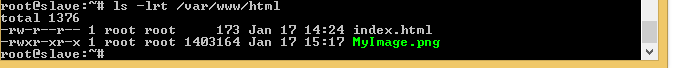 root@slave:~# ls -lrt /var/www/html
total 1376
-rw-r--r-- 1 root root     173 Jan 17 14:24 index.html
-rwxr-xr-x 1 root root 1403164 Jan 17 15:17 MyImage.png
root@slave:~#